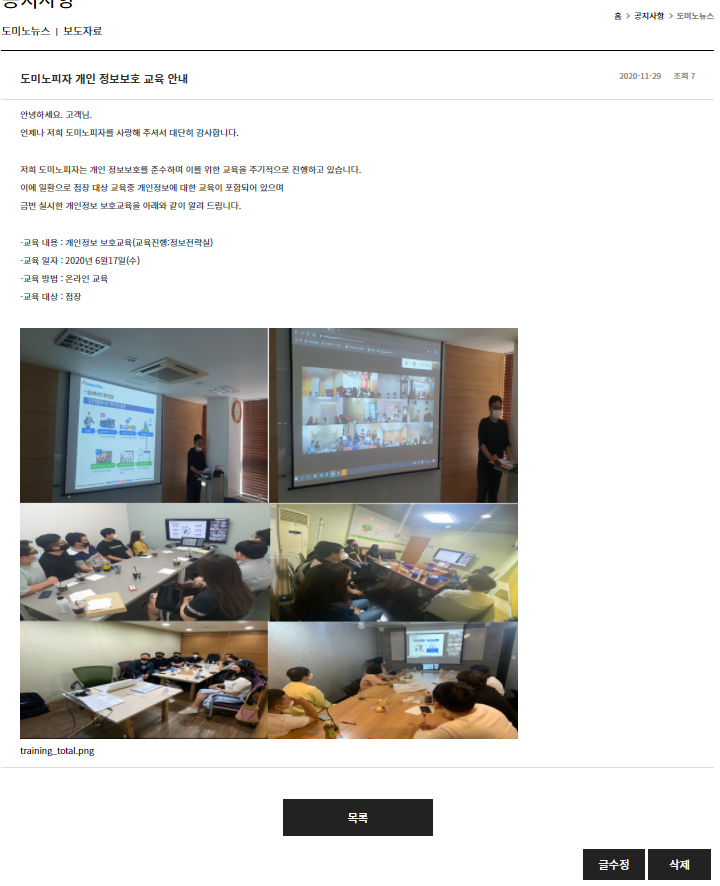 공지사항
홈 > 공지사항 > 도미노뉴스
도미노뉴스 | 보도자료
도미노피자 개인 정보보호 교육 안내
2020-11-29 조회 7
안녕하세요. 고객님.
언제나 저희 도미노피자를 사랑해 주셔서 대단히 감사합니다.
저희 도미노피자는 개인 정보보호를 준수하며 이를 위한 교육을 주기적으로 진행하고 있습니다.
이에 일환으로 점장 대상 교육중 개인정보에 대한 교육이 포함되어 있으며
금번 실시한 개인정보 보호교육을 아래와 같이 알려 드립니다.
-교육 내용 : 개인정보 보호교육(교육진행:정보전략실)
-교육 일자 : 2020년 6월17일(수)
-교육 방법 : 온라인 교육
-교육 대상 : 점장
training_total.png
목록
글수정 삭제